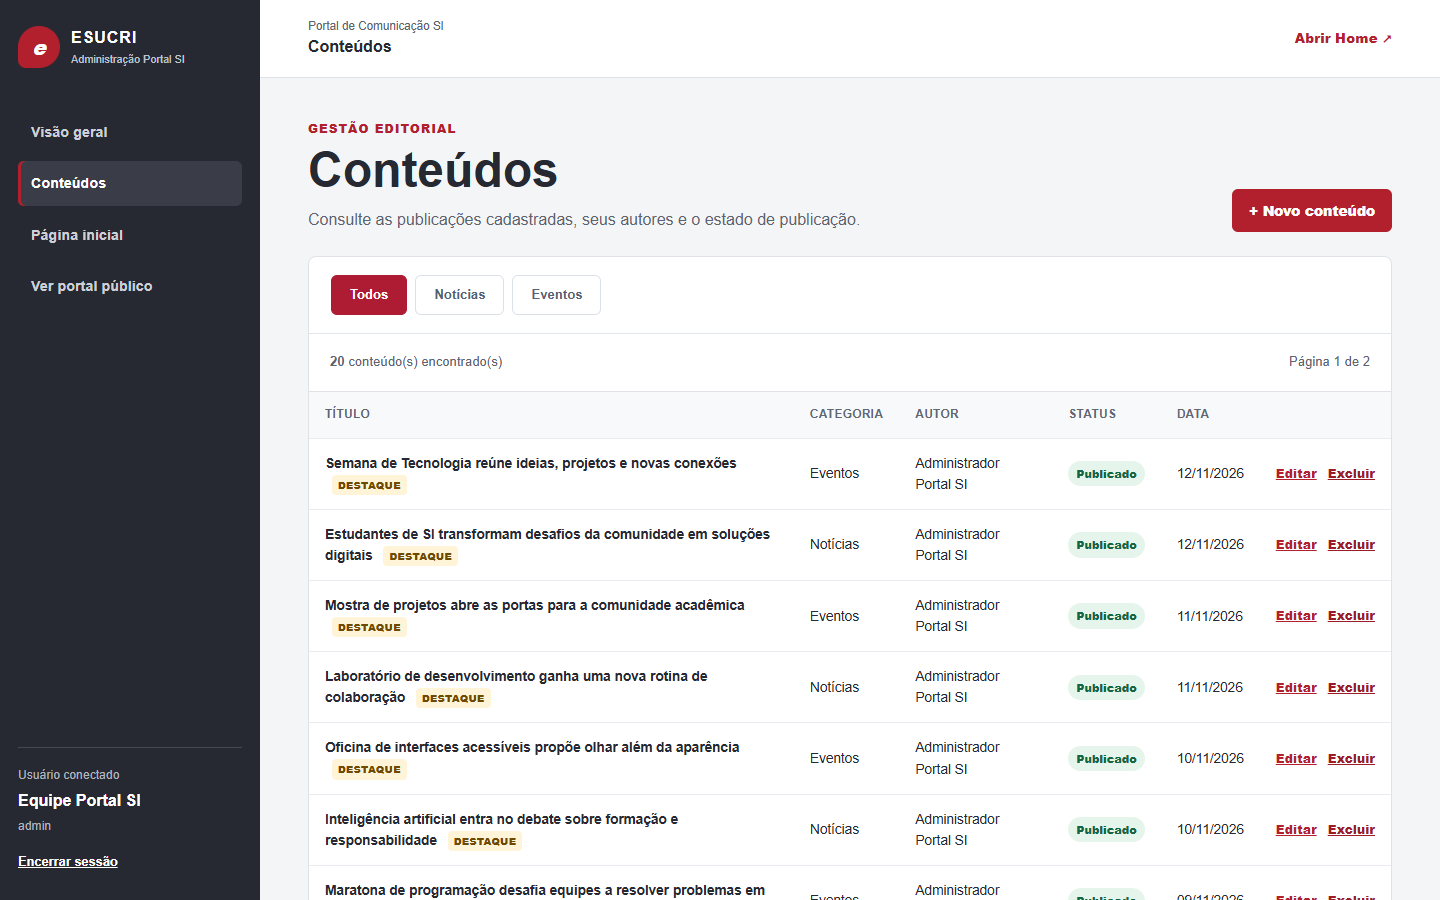 e
ESUCRI
Administração Portal SI
Visão geral
Conteúdos
Página inicial
Ver portal público
Usuário conectado
Equipe Portal SI
admin
Encerrar sessão
Portal de Comunicação SI
Conteúdos
Abrir Home ↗
GESTÃO EDITORIAL
Conteúdos
Consulte as publicações cadastradas, seus autores e o estado de publicação.
+ Novo conteúdo
Todos Notícias Eventos
20 conteúdo(s) encontrado(s) Página 1 de 2
TÍTULO CATEGORIA AUTOR STATUS DATA
Semana de Tecnologia reúne ideias, projetos e novas conexões
DESTAQUE
Eventos
Administrador
Portal SI
Publicado
12/11/2026
Editar Excluir
Estudantes de SI transformam desafios da comunidade em soluções
digitais DESTAQUE
Notícias
Administrador
Portal SI
Publicado
12/11/2026
Editar Excluir
Mostra de projetos abre as portas para a comunidade acadêmica
DESTAQUE
Eventos
Administrador
Portal SI
Publicado
11/11/2026
Editar Excluir
Laboratório de desenvolvimento ganha uma nova rotina de
colaboração DESTAQUE
Notícias
Administrador
Portal SI
Publicado
11/11/2026
Editar Excluir
Oficina de interfaces acessíveis propõe olhar além da aparência
DESTAQUE
Eventos
Administrador
Portal SI
Publicado
10/11/2026
Editar Excluir
Inteligência artificial entra no debate sobre formação e
responsabilidade DESTAQUE
Notícias
Administrador
Portal SI
Publicado
10/11/2026
Editar Excluir
Maratona de programação desafia equipes a resolver problemas em
Eventos
Administrador
Publicado
09/11/2026
Editar Excluir